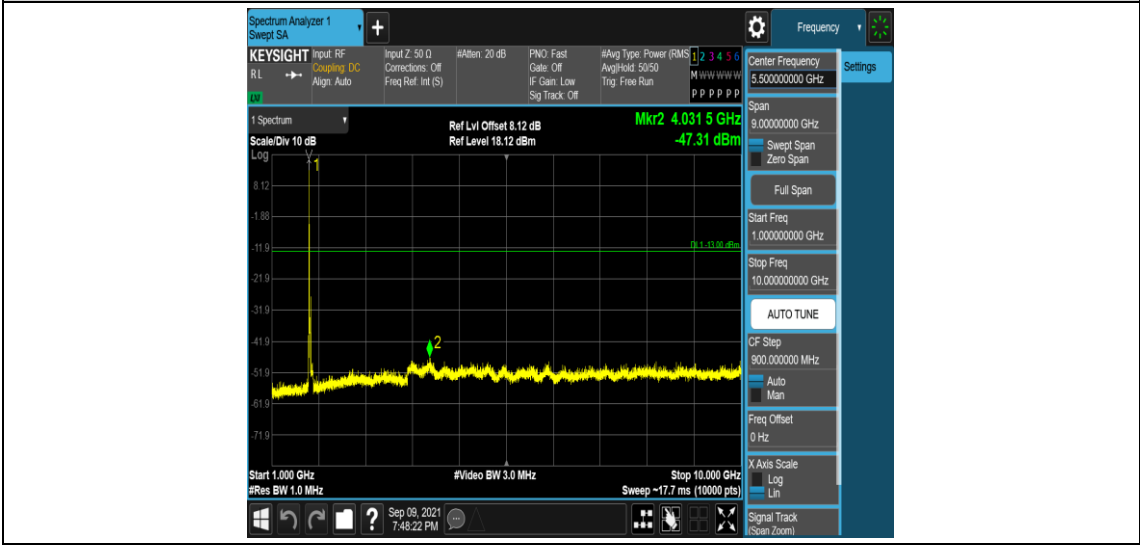 Spectrum Analyzer 1
Swept SA
+
Frequency
KEYSIGHT
RL
Input: RF
Coupling: DC
Align: Auto
Input Z: 50 Ω
Corrections: Off
Freq Ref: Int (S)
#Atten: 20 dB
PNO: Fast
Gate: Off
IF Gain: Low
Sig Track: Off
#Avg Type: Power (RMS
Avg|Hold: 50/50
Trig: Free Run
1 2 3 4 5 6
M W W W W W
P P P P P P
1 Spectrum
Scale/Div 10 dB
Log
Ref Lvl Offset 8.12 dB
Ref Level 18.12 dBm
Mkr2 4.031 5 GHz
-47.31 dBm
1
8.12
-1.88
-11.9
DL1 -13.00 dBm
-21.9
-31.9
-41.9
2
-51.9
-61.9
-71.9
Start 1.000 GHz
#Res BW 1.0 MHz
#Video BW 3.0 MHz
Stop 10.000 GHz
Sweep ~17.7 ms (10000 pts)
?
Sep 09, 2021
7:48:22 PM
Center Frequency
5.500000000 GHz
Settings
Span
9.00000000 GHz
Swept Span
Zero Span
Full Span
Start Freq
1.000000000 GHz
Stop Freq
10.000000000 GHz
AUTO TUNE
CF Step
900.000000 MHz
Auto
Man
Freq Offset
0 Hz
X Axis Scale
Log
Lin
Signal Track
(Span Zoom)